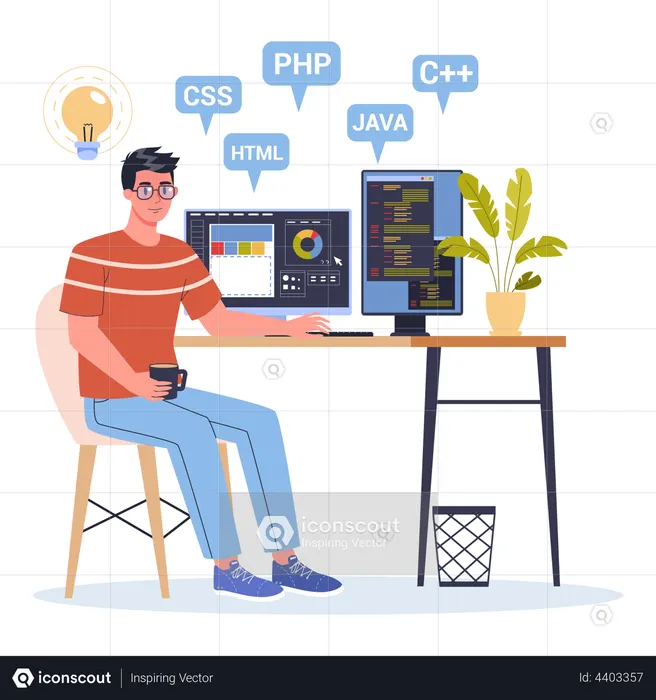 PHP
C++
CSS
JAVA
HTML
iconscout
Inspiring Vector
iconscout
Inspiring Vector
Id: 4403357